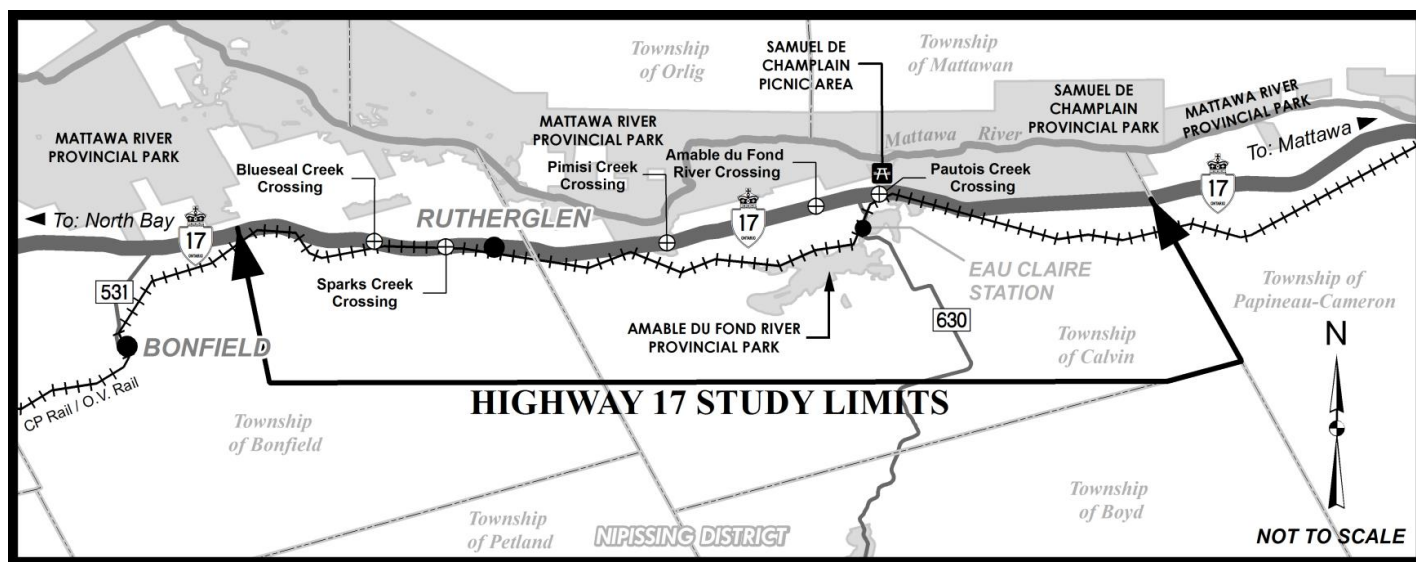 Township
of Orlig
SAMUEL DE
CHAMPLAIN
PICNIC AREA
Township
of Mattawan
MATTAWA RIVER
PROVINCIAL PARK
MATTAWA RIVER
PROVINCIAL PARK
SAMUEL DE
CHAMPLAIN
PROVINCIAL PARK
MATTAWA RIVER
PROVINCIAL PARK
To: Mattawa
Mattawa River
Blueseal Creek
Crossing
Pimisi Creek
Crossing
Amable du Fond
River Crossing
Pautois Creek
Crossing
To: North Bay
17
RUTHERGLEN
17
ONTARIO
17
ONTARIO
ONTARIO
531
Sparks Creek
Crossing
EAU CLAIRE
STATION
Township of
Papineau-Cameron
BONFIELD
AMABLE DU FOND RIVER
PROVINCIAL PARK
630
Township
of Calvin
N
CP Rail / O.V. Rail
HIGHWAY 17 STUDY LIMITS
Township
of Bonfield
Township
of Petland
NIPISSING DISTRICT
Township
of Boyd
NOT TO SCALE